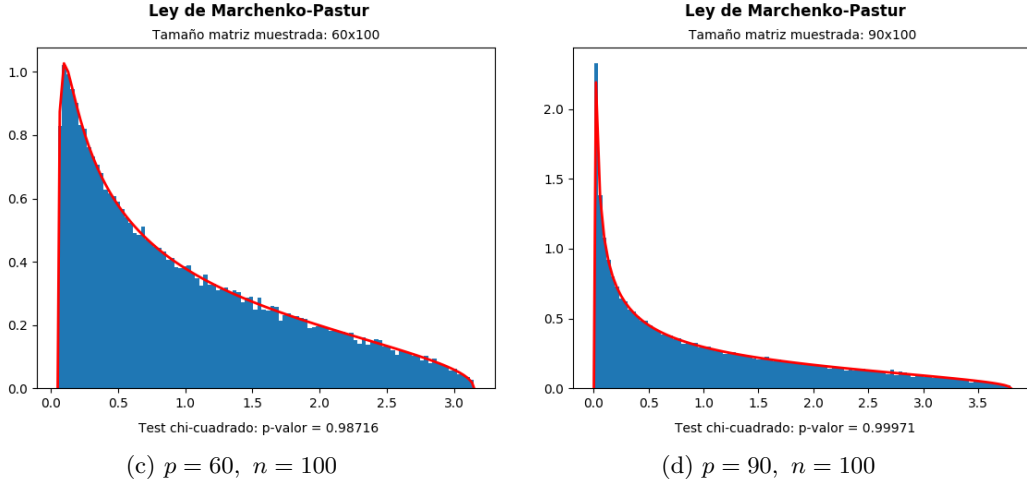 Ley de Marchenko-Pastur
Tamaño matriz muestrada: 60x100
1.0
0.8
0.6
0.4
0.2
0.0
0.0 0.5 1.0 1.5 2.0 2.5 3.0
Test chi-cuadrado: p-valor = 0.98716
(c) p = 60, n = 100
Ley de Marchenko-Pastur
Tamaño matriz muestrada: 90x100
2.0
1.5
1.0
0.5
0.0
0.0 0.5 1.0 1.5 2.0 2.5 3.0 3.5
Test chi-cuadrado: p-valor = 0.99971
(d) p = 90, n = 100